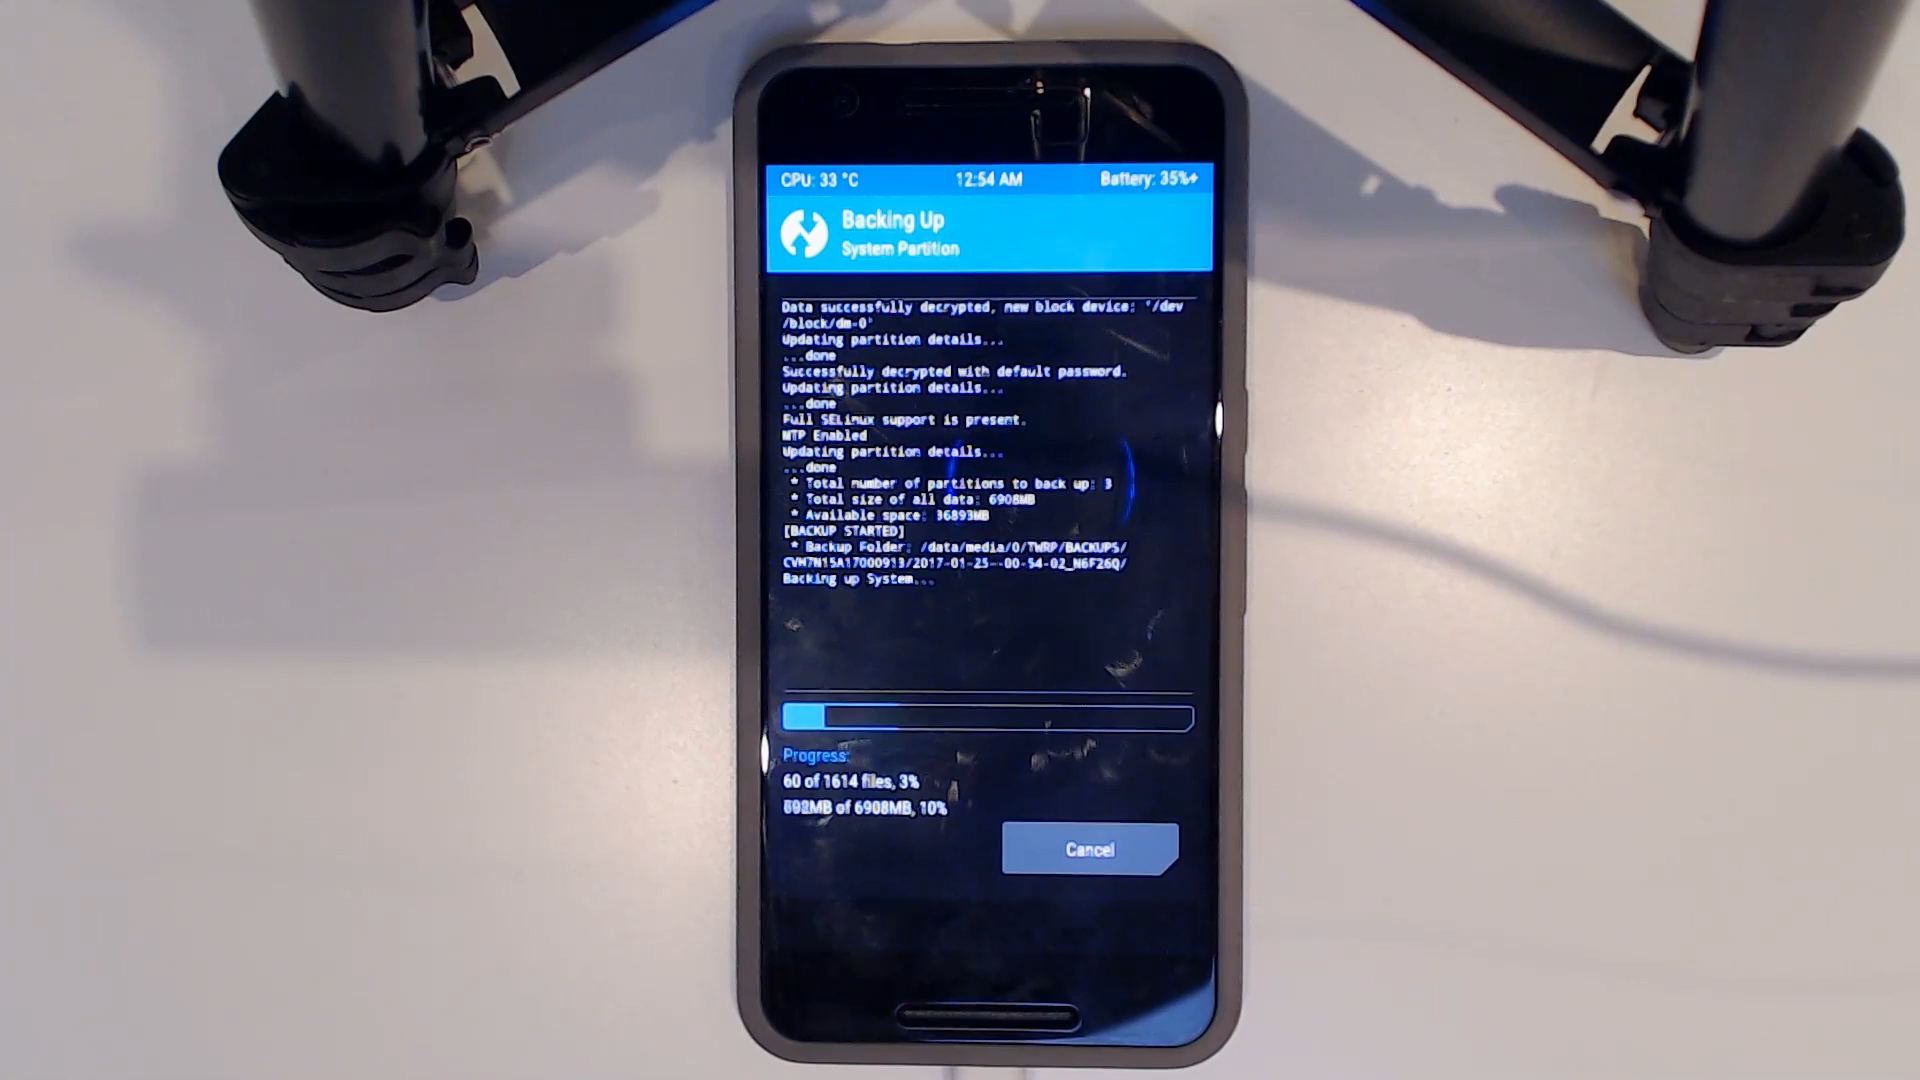 CPU: 33 °C 12:54 AM Battery: 35%+
Backing Up
System Partition
Data successfully decrypted, new block device: '/dev
/block/dm-0'
Updating partition details...
...done
Successfully decrypted with default password.
Updating partition details...
...done
Full SELinux support is present.
MTP Enabled
Updating partition details...
...done
* Total number of partitions to back up: 3
* Total size of all data: 6908MB
* Available space: 36893MB
[BACKUP STARTED]
* Backup Folder: /data/media/0/TWRP/BACKUPS/
CVH7N15A17000913/2017-01-25--00-54-02_N6F26Q/
Backing up System...
Progress:
60 of 1614 files, 3%
of 6908MB, 10%
Cancel